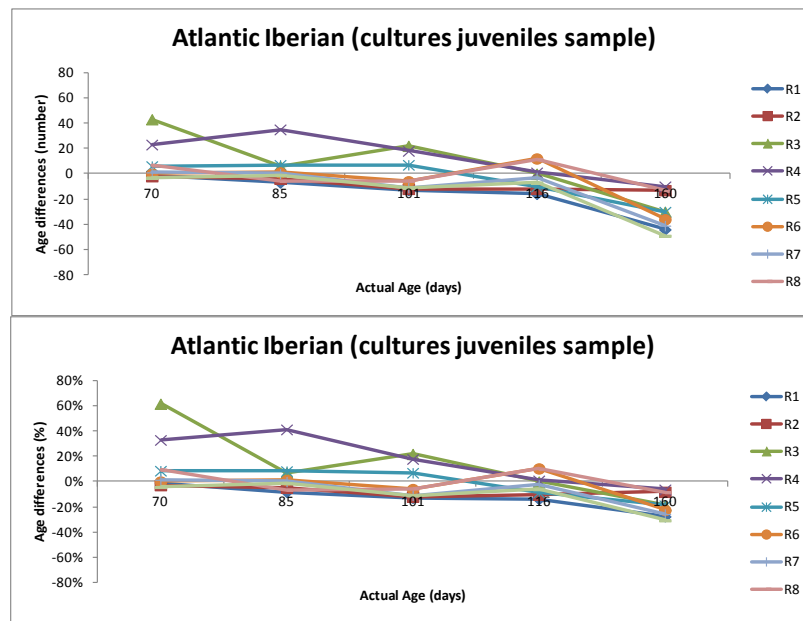 Atlantic Iberian (cultures juveniles sample)
80
60
40
20
0
-20
-40
-60
-80
Age differences (number)
70 85 101 116 160
Actual Age (days)
R1
R2
R3
R4
R5
R6
R7
R8
Atlantic Iberian (cultures juveniles sample)
80%
60%
40%
20%
0%
-20%
-40%
-60%
-80%
Age differences (%)
70 85 101 116 160
Actual Age (days)
R1
R2
R3
R4
R5
R6
R7
R8